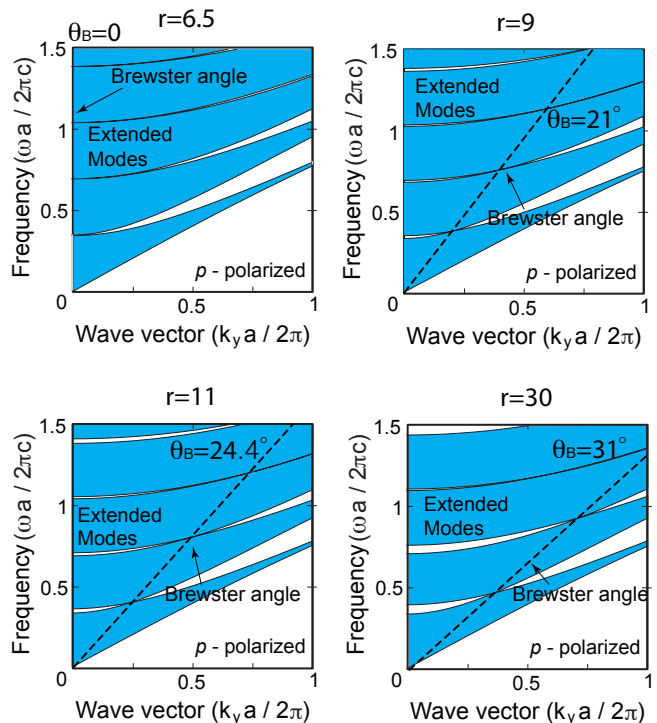 r=6.5
θB=0
Brewster angle
Extended
Modes
p - polarized
Frequency (ωa / 2πc)
1.5
1
0.5
0
0.5
1
Wave vector (kya / 2π)
r=9
Extended
Modes
θB=21°
Brewster angle
p - polarized
Frequency (ωa / 2πc)
1.5
1
0.5
0
0.5
1
Wave vector (kya / 2π)
r=11
θB=24.4°
Extended
Modes
Brewster angle
p - polarized
Frequency (ωa / 2πc)
1.5
1
0.5
0
0.5
1
Wave vector (kya / 2π)
r=30
θB=31°
Extended
Modes
Brewster angle
p - polarized
Frequency (ωa / 2πc)
1.5
1
0.5
0
0.5
1
Wave vector (kya / 2π)